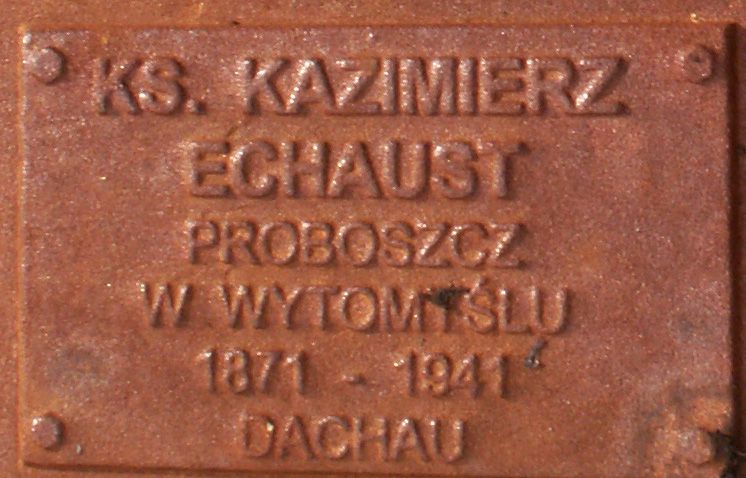 KS. KAZIMIERZ
ECHAUST
PROBOSZCZ
W WYTOMYŚLU
1871 - 1941
DACHAU